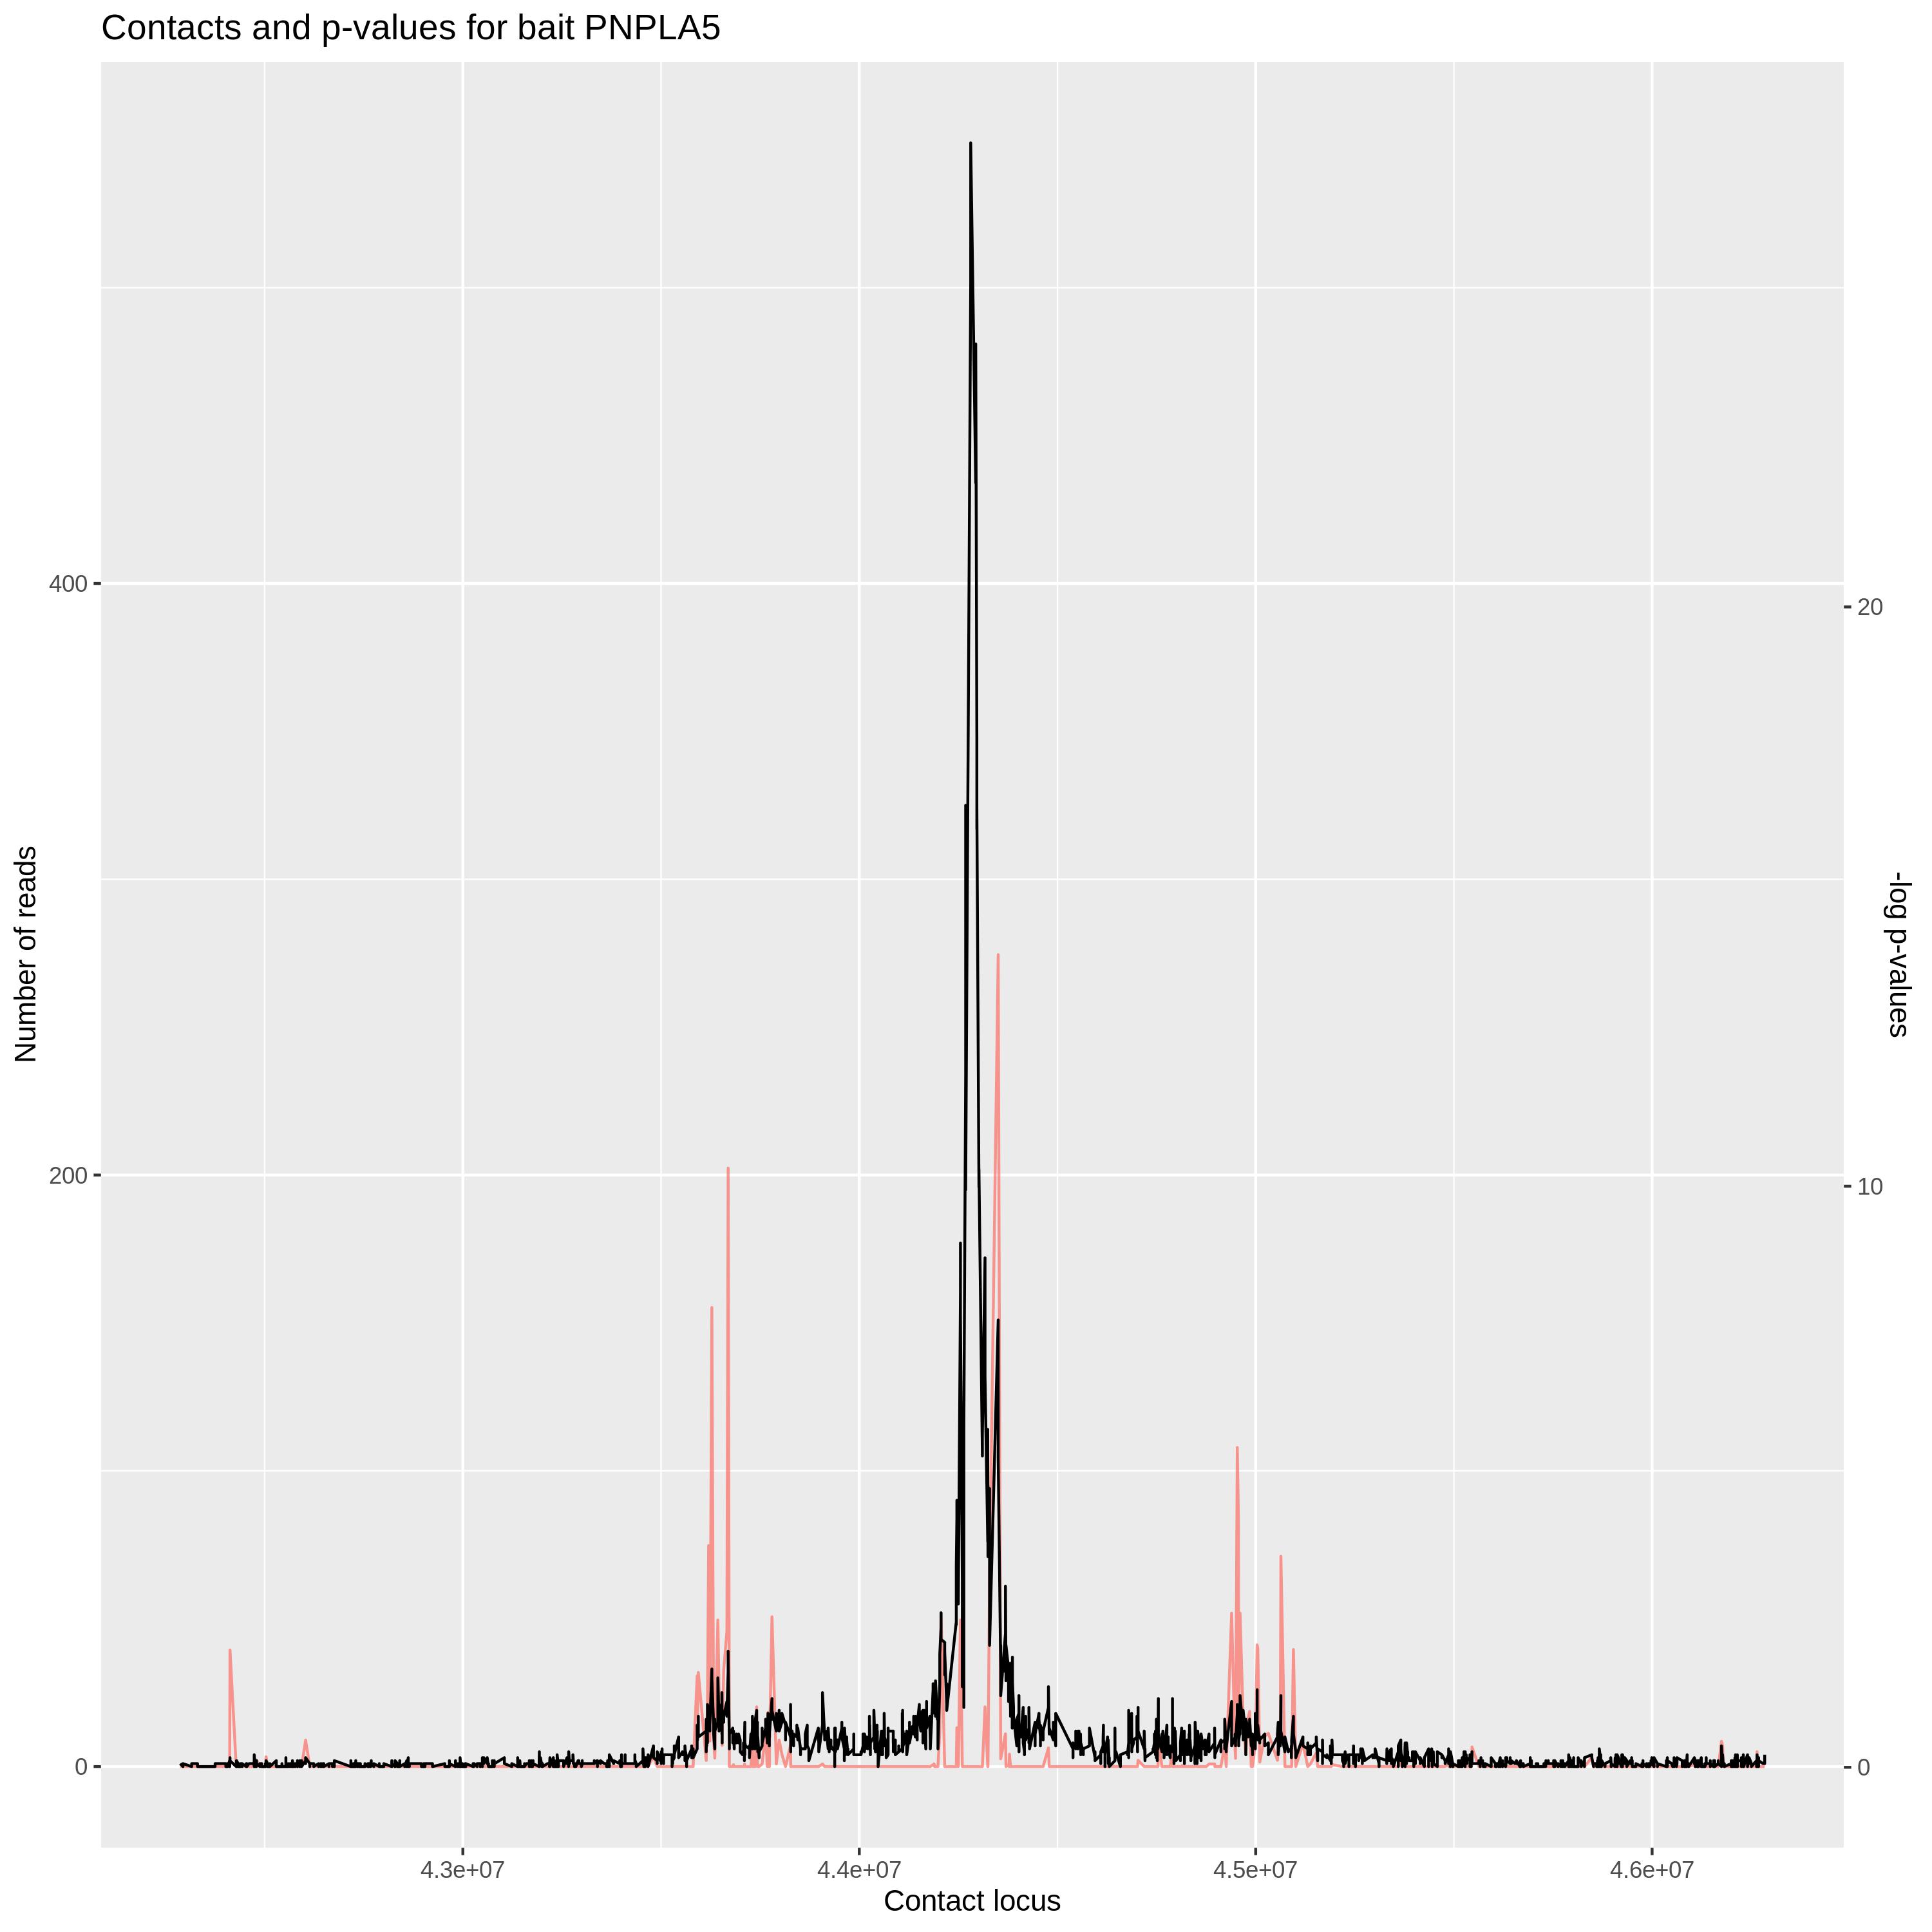 Contacts and p-values for bait PNPLA5
Number of reads
400
200
0
20
10
0
-log p-values
4.3e+07 4.4e+07 4.5e+07 4.6e+07
Contact locus